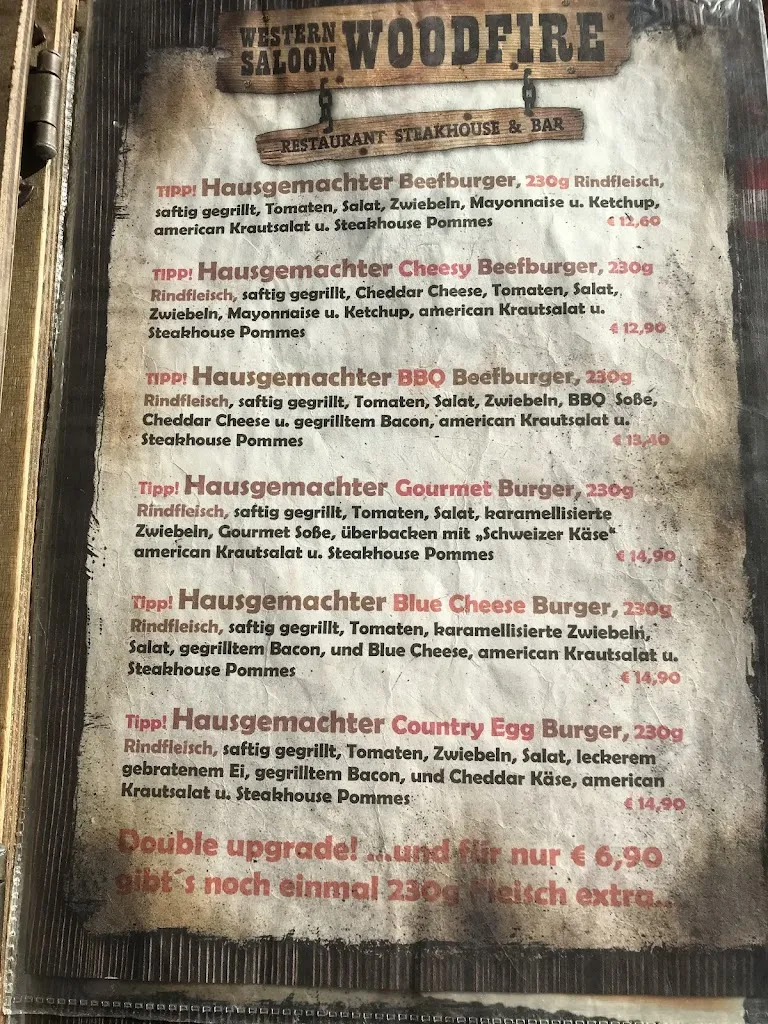 WESTERN SALOON WOODFIRE
RESTAURANT STEAKHOUSE & BAR
TIPP! Hausgemachter Beefburger, 230g Rindfleisch,
saftig gegrillt, Tomaten, Salat, Zwiebeln, Mayonnaise u. Ketchup,
american Krautsalat u. Steakhouse Pommes € 12,60
TIPP! Hausgemachter Cheesy Beefburger, 230g
Rindfleisch, saftig gegrillt, Cheddar Cheese, Tomaten, Salat,
Zwiebeln, Mayonnaise u. Ketchup, american Krautsalat u.
Steakhouse Pommes € 12,90
TIPP! Hausgemachter BBQ Beefburger, 230g
Rindfleisch, saftig gegrillt, Tomaten, Salat, Zwiebeln, BBQ Soße,
Cheddar Cheese u. gegrilltem Bacon, american Krautsalat u.
Steakhouse Pommes € 13,40
Tipp! Hausgemachter Gourmet Burger, 230g
Rindfleisch, saftig gegrillt, Tomaten, Salat, karamellisierte
Zwiebeln, Gourmet Soße, überbacken mit „Schweizer Käse“
american Krautsalat u. Steakhouse Pommes € 14,90
Tipp! Hausgemachter Blue Cheese Burger, 230g
Rindfleisch, saftig gegrillt, Tomaten, karamellisierte Zwiebeln,
Salat, gegrilltem Bacon, und Blue Cheese, american Krautsalat u.
Steakhouse Pommes € 14,90
Tipp! Hausgemachter Country Egg Burger, 230g
Rindfleisch, saftig gegrillt, Tomaten, Zwiebeln, Salat, leckerem
gebratenem Ei, gegrilltem Bacon, und Cheddar Käse, american
Krautsalat u. Steakhouse Pommes € 14,90
Double upgrade! ...und für nur € 6,90
gibt´s noch einmal 230g Fleisch extra...